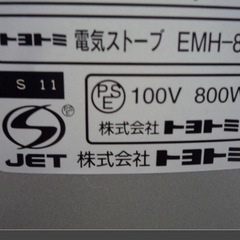 トヨトミ 電気ストーブ EMH-8
S 11
PSE 100V 800W
株式会社 トヨトミ
JET 株式会社 トヨトミ